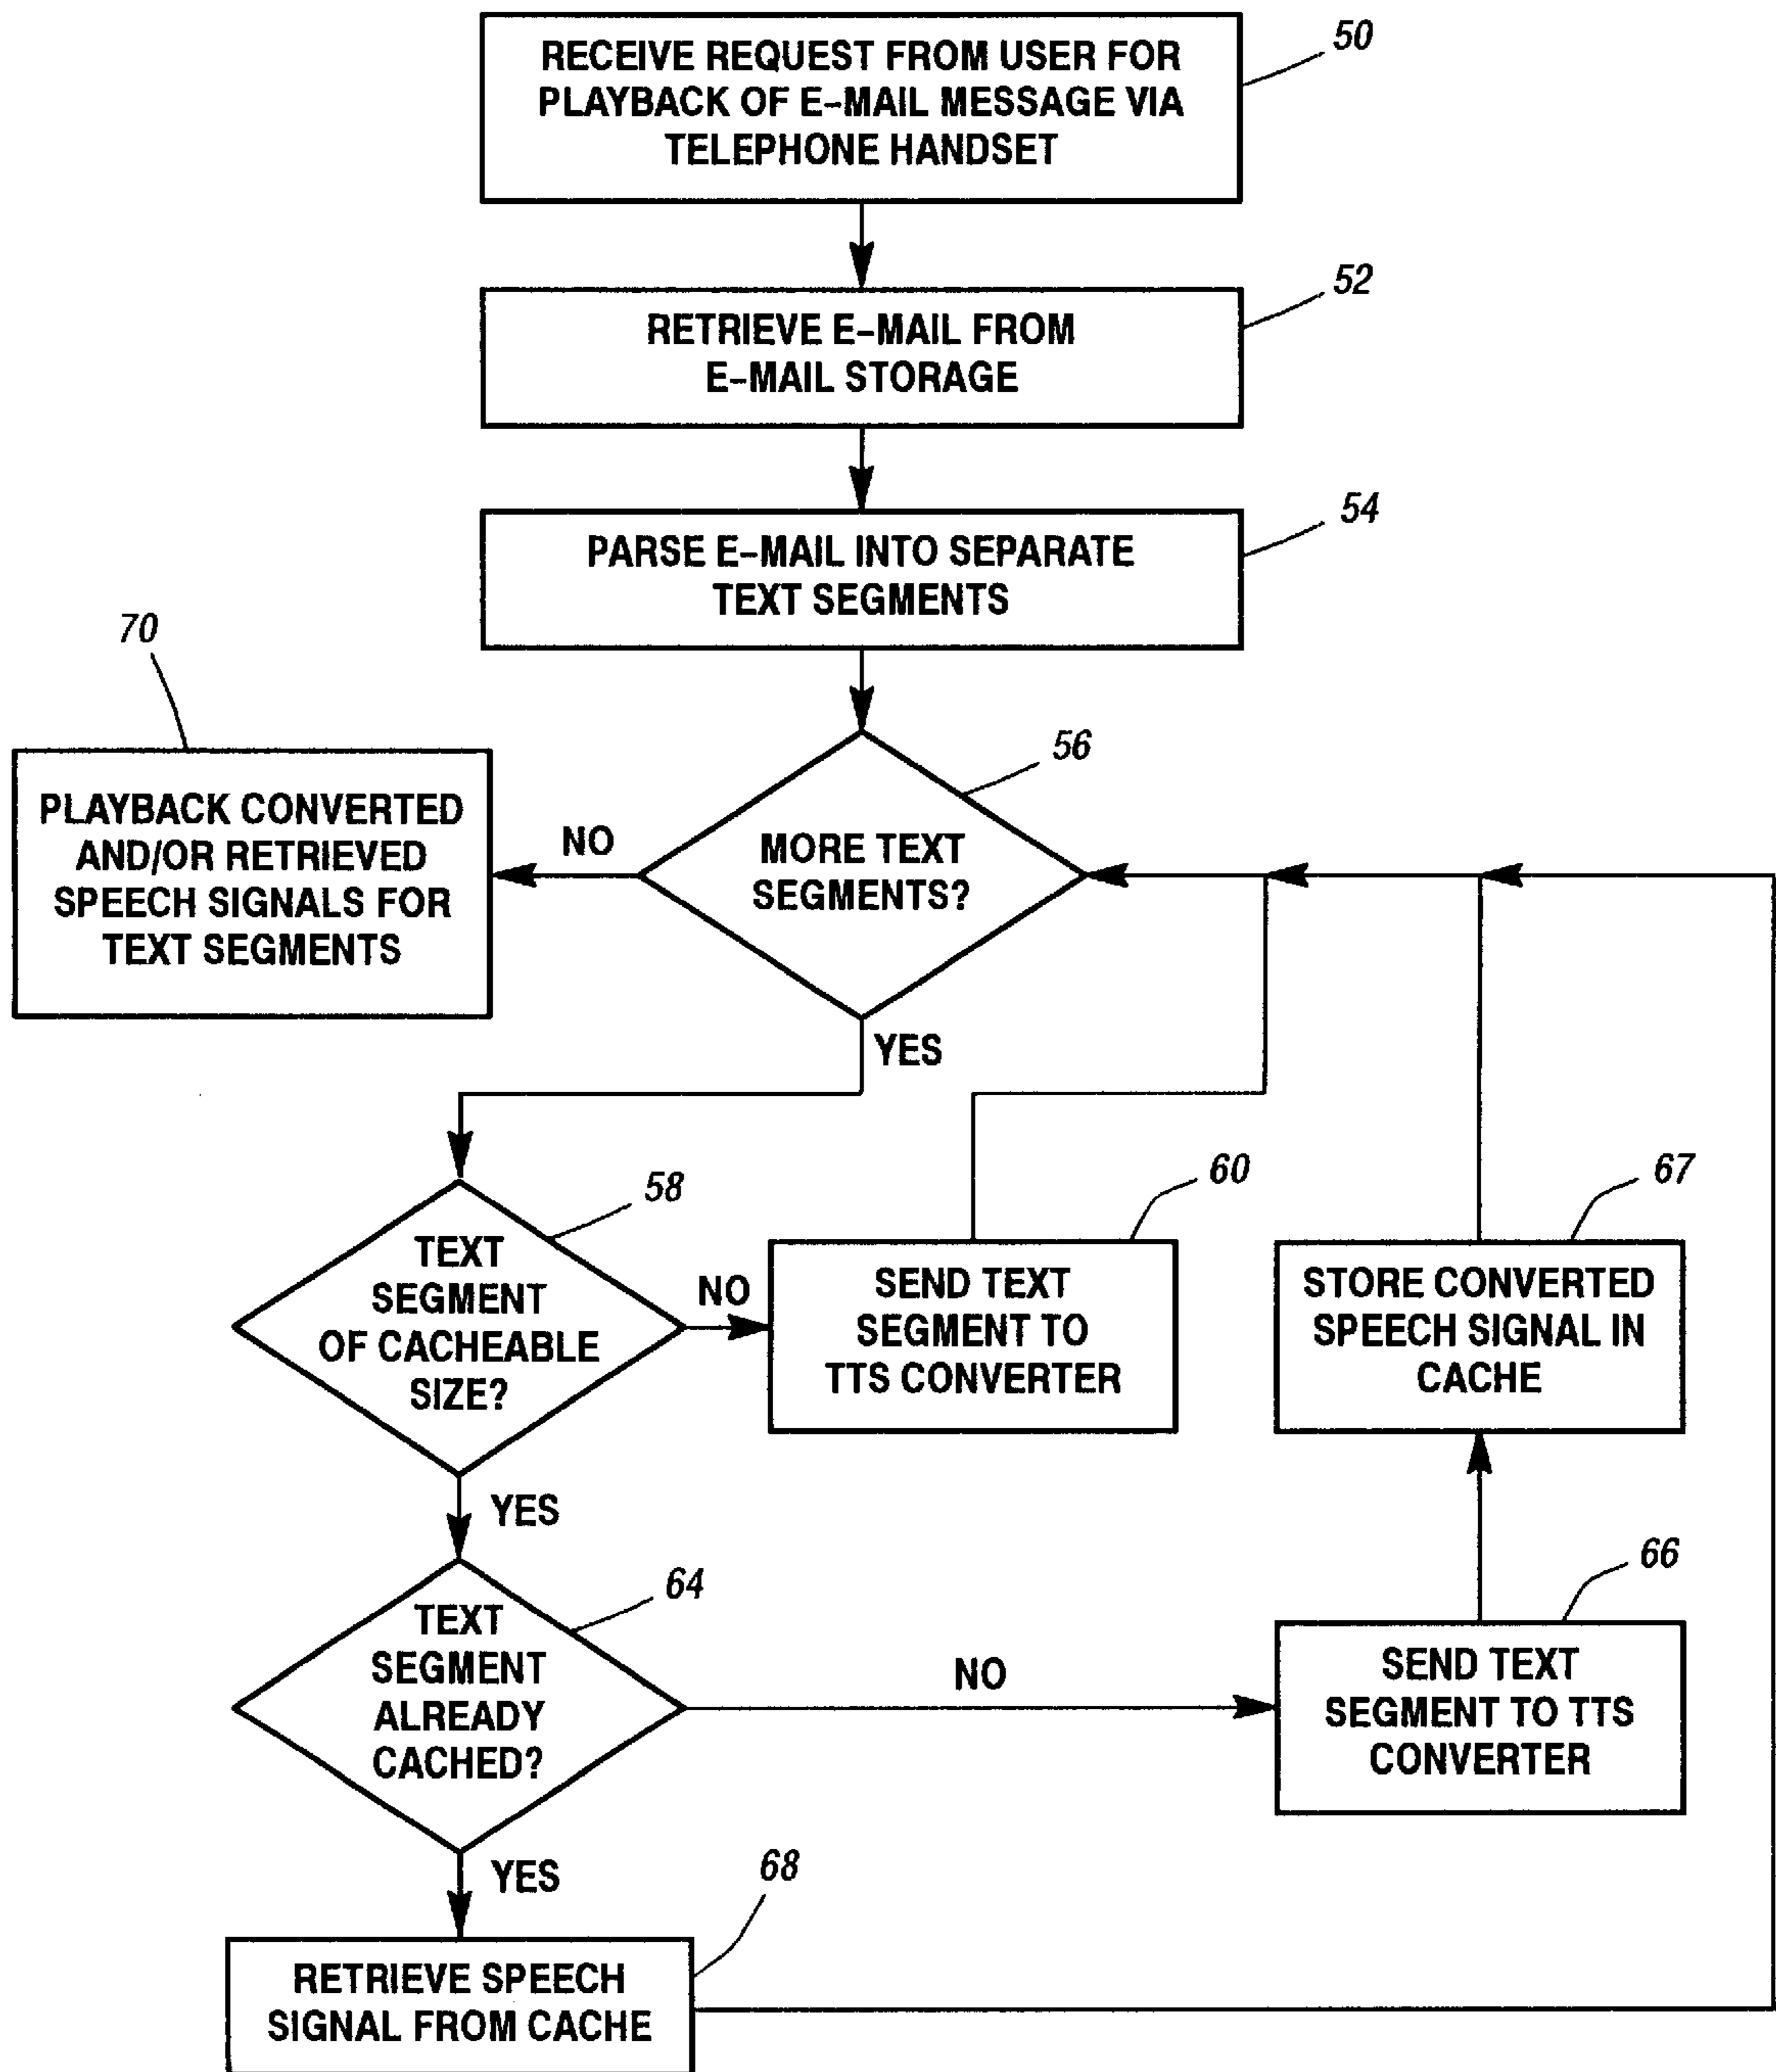 50
RECEIVE REQUEST FROM USER FOR
PLAYBACK OF E-MAIL MESSAGE VIA
TELEPHONE HANDSET
52
RETRIEVE E-MAIL FROM
E-MAIL STORAGE
54
PARSE E-MAIL INTO SEPARATE
TEXT SEGMENTS
70
PLAYBACK CONVERTED
AND/OR RETRIEVED
SPEECH SIGNALS FOR
TEXT SEGMENTS
NO
56
MORE TEXT
SEGMENTS?
YES
58
TEXT
SEGMENT
OF CACHEABLE
SIZE?
NO
60
SEND TEXT
SEGMENT TO
TTS CONVERTER
67
STORE CONVERTED
SPEECH SIGNAL IN
CACHE
YES
64
TEXT
SEGMENT
ALREADY
CACHED?
NO
66
SEND TEXT
SEGMENT TO TTS
CONVERTER
YES
68
RETRIEVE SPEECH
SIGNAL FROM CACHE